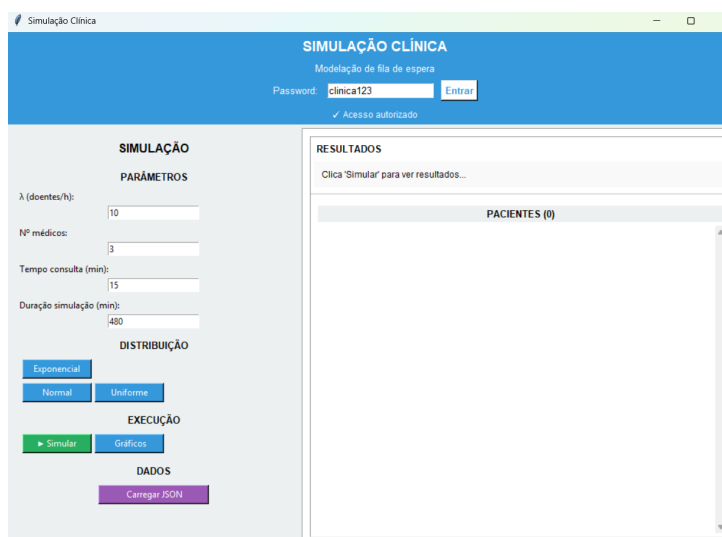 Simulação Clínica
SIMULAÇÃO CLÍNICA
Modelação de fila de espera
Password: clinica123 Entrar
✓ Acesso autorizado
SIMULAÇÃO
PARÂMETROS
λ (doentes/h):
10
Nº médicos:
3
Tempo consulta (min):
15
Duração simulação (min):
480
DISTRIBUIÇÃO
Exponencial
Normal Uniforme
EXECUÇÃO
► Simular Gráficos
DADOS
Carregar JSON
RESULTADOS
Clica 'Simular' para ver resultados...
PACIENTES (0)